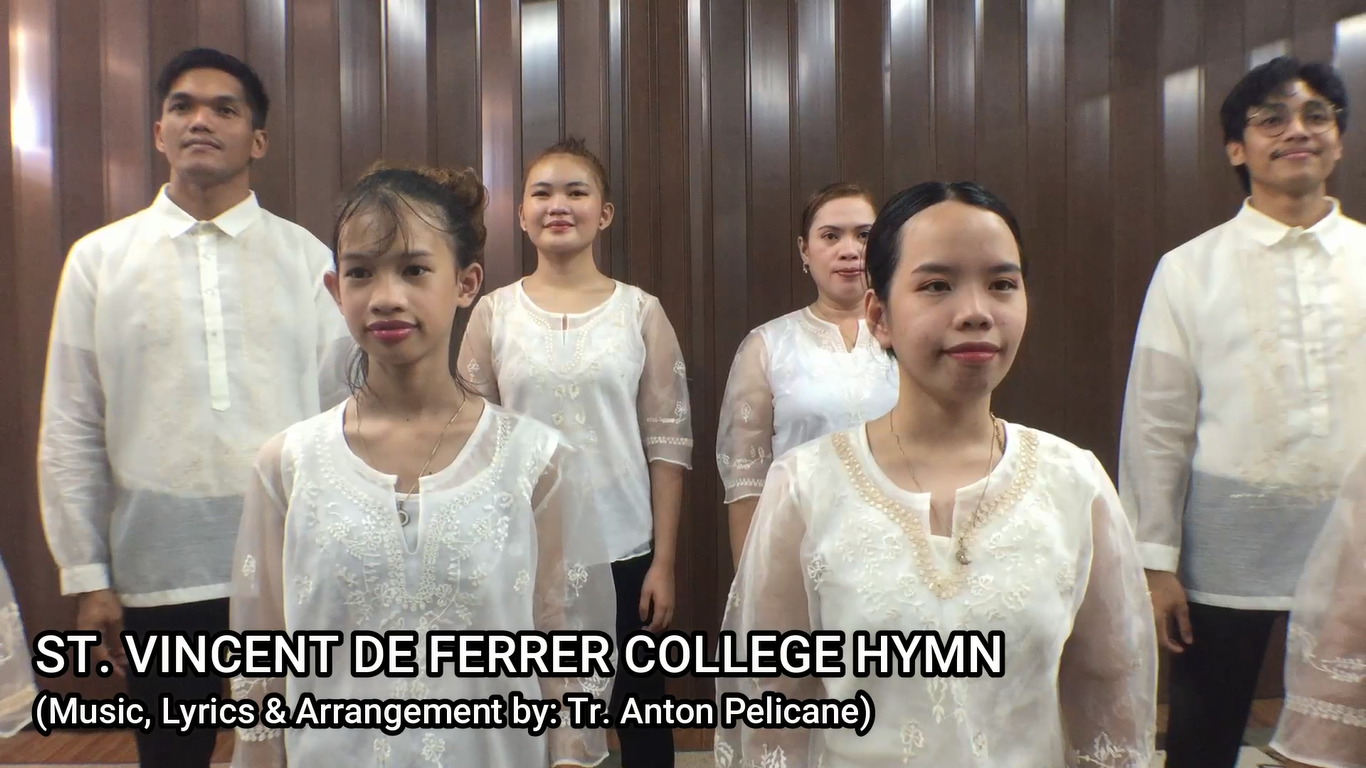 ST. VINCENT DE FERRER COLLEGE HYMN
(Music, Lyrics & Arrangement by: Tr. Anton Pelicane)